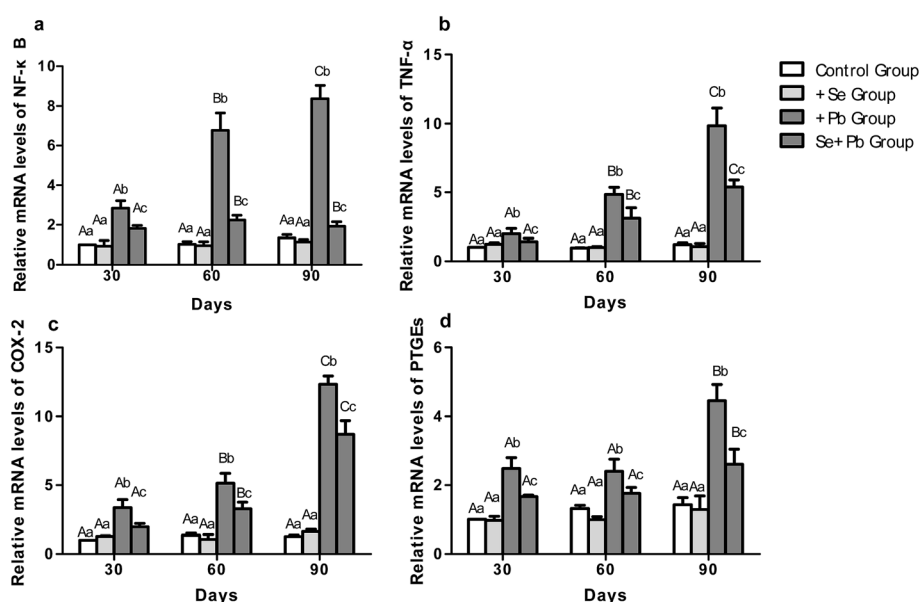 a
Relative mRNA levels of NF-κ B
10
8
6
4
2
0
Aa
Aa
Ab
Ac
Aa
Aa
Bb
Bc
Aa
Aa
Cb
Bc
30
60
90
Days
b
Relative mRNA levels of TNF-α
15
10
5
0
Aa
Aa
Ab
Ac
Aa
Aa
Bb
Bc
Aa
Aa
Cb
Cc
30
60
90
Days
Control Group
+Se Group
+Pb Group
Se+Pb Group
c
Relative mRNA levels of COX-2
15
10
5
0
Aa
Aa
Ab
Ac
Aa
Aa
Bb
Bc
Aa
Aa
Cb
Cc
30
60
90
Days
d
Relative mRNA levels of PTGEs
6
4
2
0
Aa
Aa
Ab
Ac
Aa
Aa
Ab
Ac
Aa
Aa
Bb
Bc
30
60
90
Days